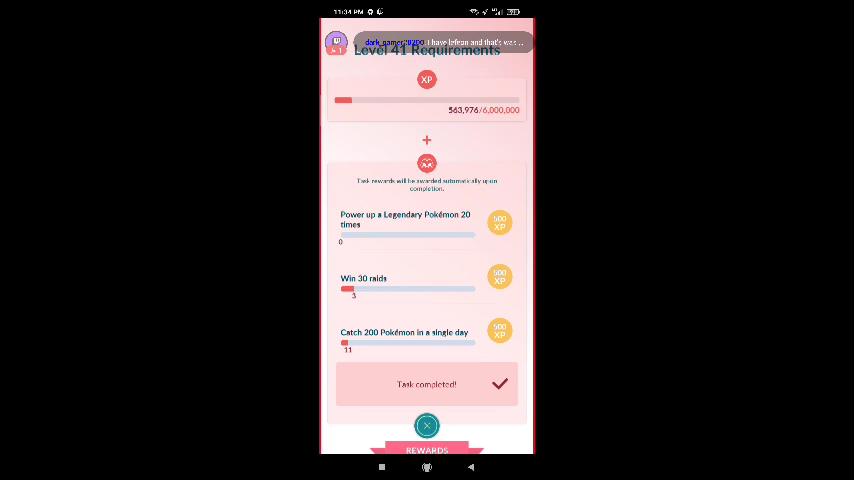 11:34 PM
dark_gamer20200 I have lefeon and that's was ...
Level 41 Requirements
XP
563,976/6,000,000
+
Task rewards will be awarded automatically upon
completion.
Power up a Legendary Pokémon 20
times
500
XP
0
Win 30 raids
500
XP
3
Catch 200 Pokémon in a single day
500
XP
11
Task completed!
REWARDS